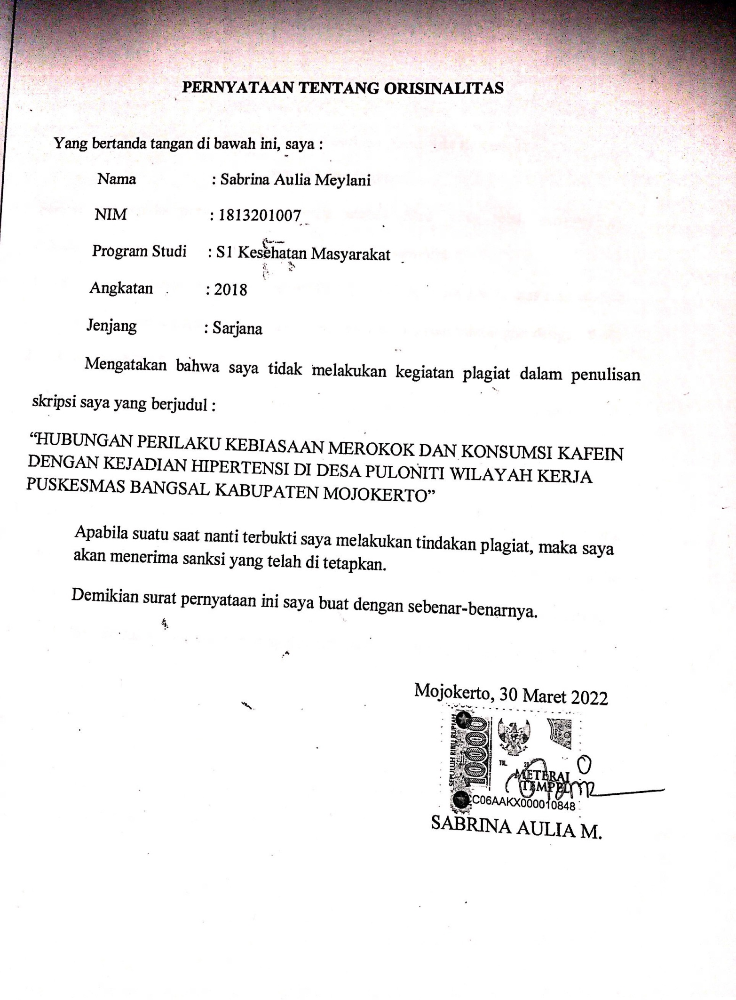 PERNYATAAN TENTANG ORISINALITAS
Yang bertanda tangan di bawah ini, saya :
Nama : Sabrina Aulia Meylani
NIM : 1813201007
Program Studi : S1 Kesehatan Masyarakat
Angkatan : 2018
Jenjang : Sarjana
Mengatakan bahwa saya tidak melakukan kegiatan plagiat dalam penulisan
skripsi saya yang berjudul :
“HUBUNGAN PERILAKU KEBIASAAN MEROKOK DAN KONSUMSI KAFEIN
DENGAN KEJADIAN HIPERTENSI DI DESA PULONITI WILAYAH KERJA
PUSKESMAS BANGSAL KABUPATEN MOJOKERTO”
Apabila suatu saat nanti terbukti saya melakukan tindakan plagiat, maka saya
akan menerima sanksi yang telah di tetapkan.
Demikian surat pernyataan ini saya buat dengan sebenar-benarnya.
Mojokerto, 30 Maret 2022
SEPULUH RIBU RUPIAH
10000
TGL. 20
METERAI
TEMPEL
CC06AAKX000010848
SABRINA AULIA M.